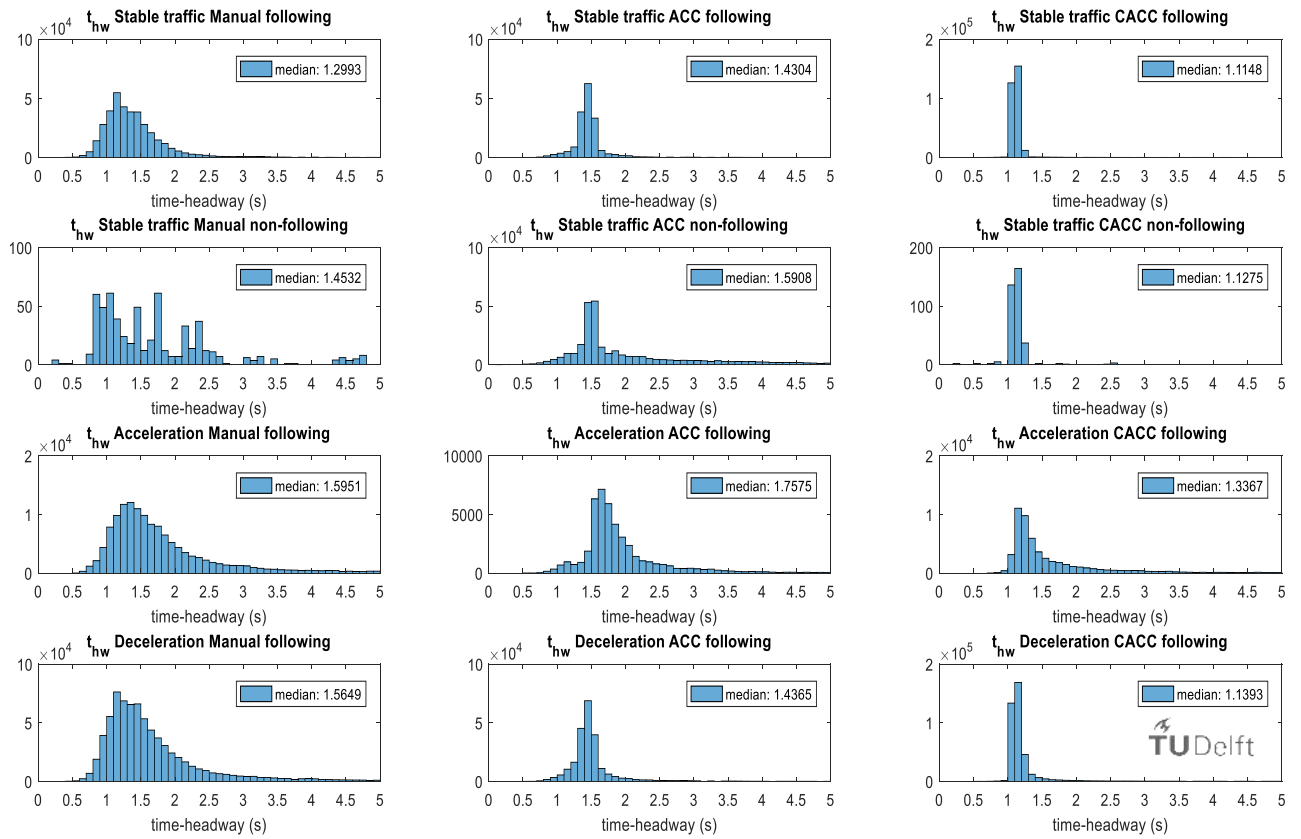 t_hw Stable traffic Manual following
×10^4
10
5
0
median: 1.2993
0 0.5 1 1.5 2 2.5 3 3.5 4 4.5 5
time-headway (s)
t_hw Stable traffic ACC following
×10^4
10
5
0
median: 1.4304
0 0.5 1 1.5 2 2.5 3 3.5 4 4.5 5
time-headway (s)
t_hw Stable traffic CACC following
×10^5
2
1
0
median: 1.1148
0 0.5 1 1.5 2 2.5 3 3.5 4 4.5 5
time-headway (s)
t_hw Stable traffic Manual non-following
100
50
0
median: 1.4532
0 0.5 1 1.5 2 2.5 3 3.5 4 4.5 5
time-headway (s)
t_hw Stable traffic ACC non-following
×10^4
10
5
0
median: 1.5908
0 0.5 1 1.5 2 2.5 3 3.5 4 4.5 5
time-headway (s)
t_hw Stable traffic CACC non-following
200
100
0
median: 1.1275
0 0.5 1 1.5 2 2.5 3 3.5 4 4.5 5
time-headway (s)
t_hw Acceleration Manual following
×10^4
2
1
0
median: 1.5951
0 0.5 1 1.5 2 2.5 3 3.5 4 4.5 5
time-headway (s)
t_hw Acceleration ACC following
10000
5000
0
median: 1.7575
0 0.5 1 1.5 2 2.5 3 3.5 4 4.5 5
time-headway (s)
t_hw Acceleration CACC following
×10^4
2
1
0
median: 1.3367
0 0.5 1 1.5 2 2.5 3 3.5 4 4.5 5
time-headway (s)
t_hw Deceleration Manual following
×10^4
10
5
0
median: 1.5649
0 0.5 1 1.5 2 2.5 3 3.5 4 4.5 5
time-headway (s)
t_hw Deceleration ACC following
×10^4
10
5
0
median: 1.4365
0 0.5 1 1.5 2 2.5 3 3.5 4 4.5 5
time-headway (s)
t_hw Deceleration CACC following
×10^5
2
1
0
median: 1.1393
TUDelft
0 0.5 1 1.5 2 2.5 3 3.5 4 4.5 5
time-headway (s)